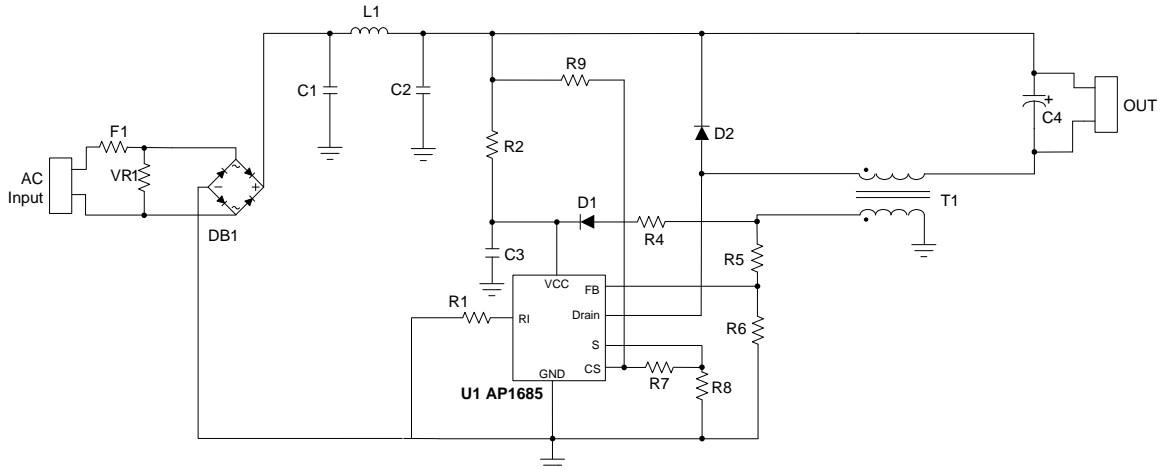 L1
R9
C1
C2
OUT
C4
+
F1
D2
R2
AC
Input
VR1
~
-
+
~
T1
D1
DB1
R4
C3
R5
VCC
FB
R1
RI
Drain
R6
S
GND
CS
R7
R8
U1 AP1685